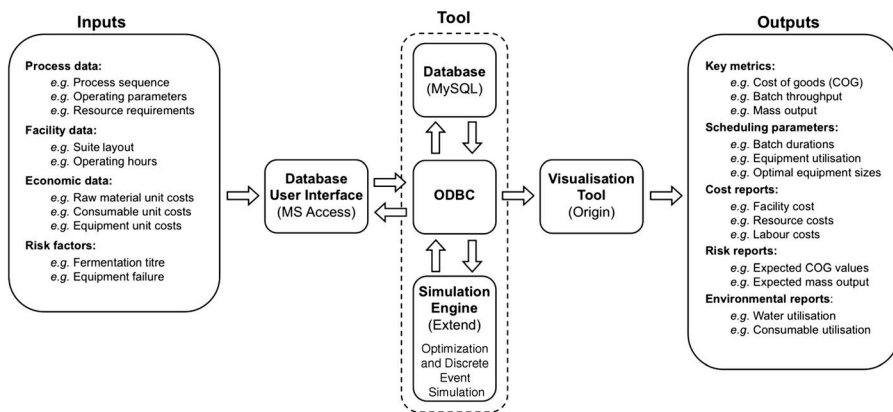 Inputs
Process data:
e.g. Process sequence
e.g. Operating parameters
e.g. Resource requirements
Facility data:
e.g. Suite layout
e.g. Operating hours
Economic data:
e.g. Raw material unit costs
e.g. Consumable unit costs
e.g. Equipment unit costs
Risk factors:
e.g. Fermentation titre
e.g. Equipment failure
Database
User Interface
(MS Access)
Tool
Database
(MySQL)
ODBC
Simulation
Engine
(Extend)
Optimization
and Discrete
Event
Simulation
Visualisation
Tool
(Origin)
Outputs
Key metrics:
e.g. Cost of goods (COG)
e.g. Batch throughput
e.g. Mass output
Scheduling parameters:
e.g. Batch durations
e.g. Equipment utilisation
e.g. Optimal equipment sizes
Cost reports:
e.g. Facility cost
e.g. Resource costs
e.g. Labour costs
Risk reports:
e.g. Expected COG values
e.g. Expected mass output
Environmental reports:
e.g. Water utilisation
e.g. Consumable utilisation